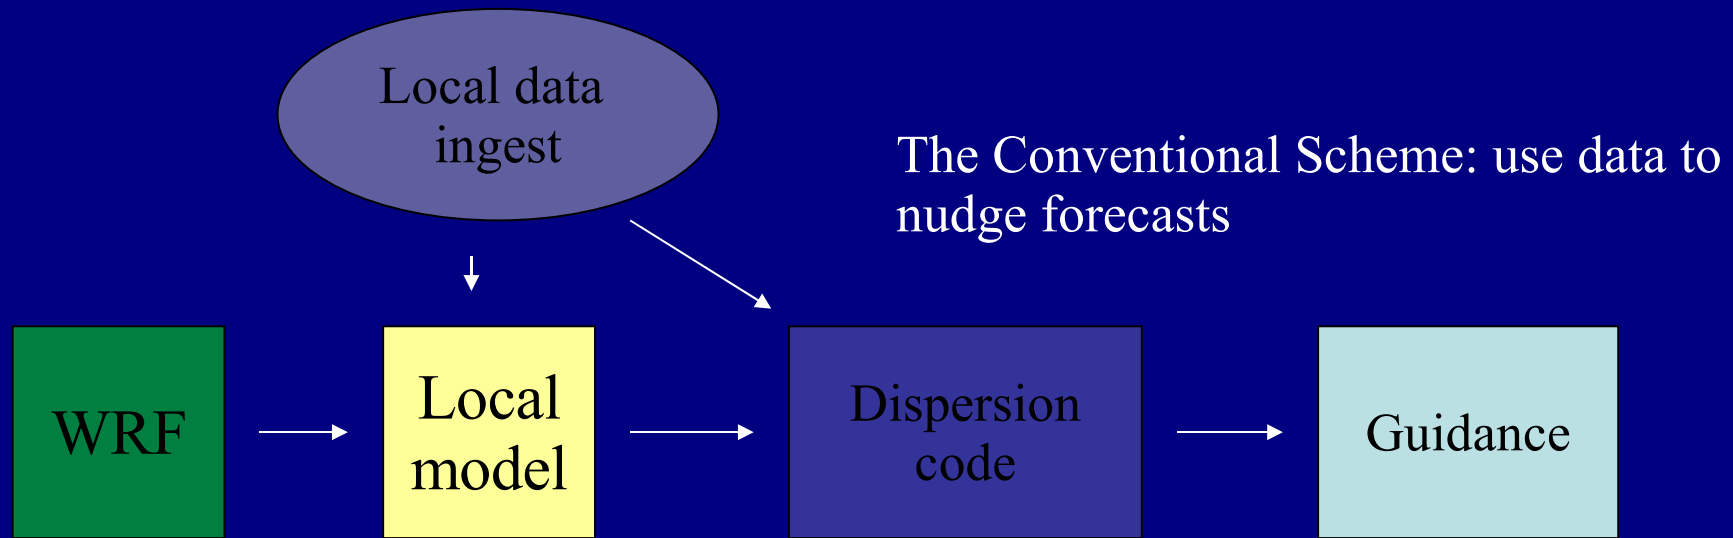 Local data
ingest
The Conventional Scheme: use data to
nudge forecasts
WRF
Local
model
Dispersion
code
Guidance